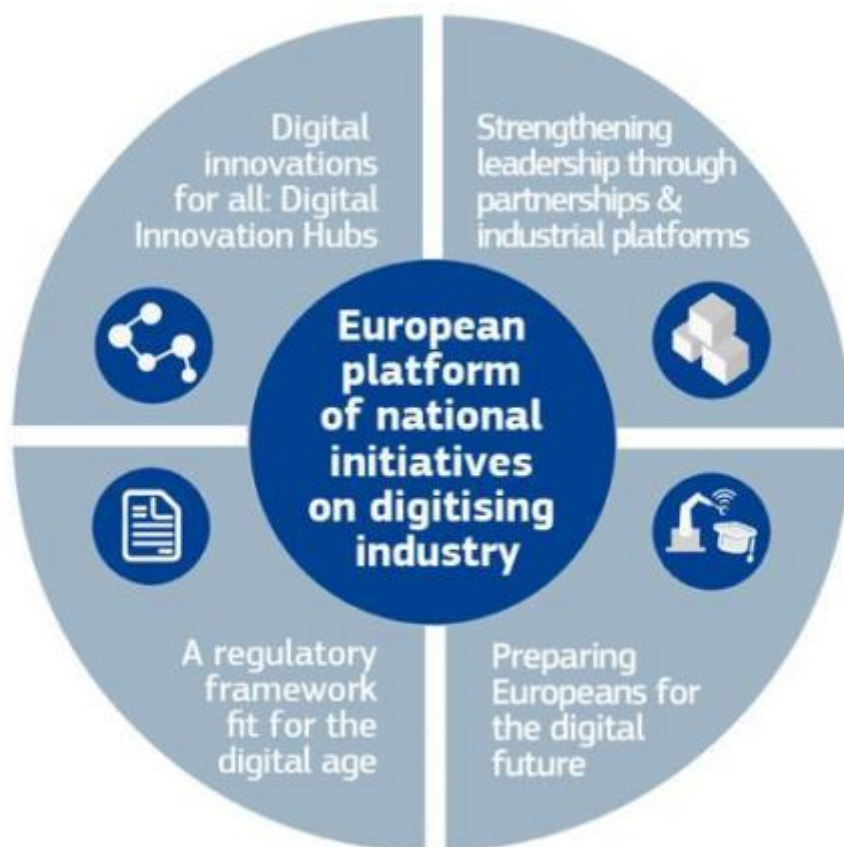 Digital
innovations
for all: Digital
Innovation Hubs
Strengthening
leadership through
partnerships &
industrial platforms
European
platform
of national
initiatives
on digitising
industry
A regulatory
framework
fit for the
digital age
Preparing
Europeans for
the digital
future